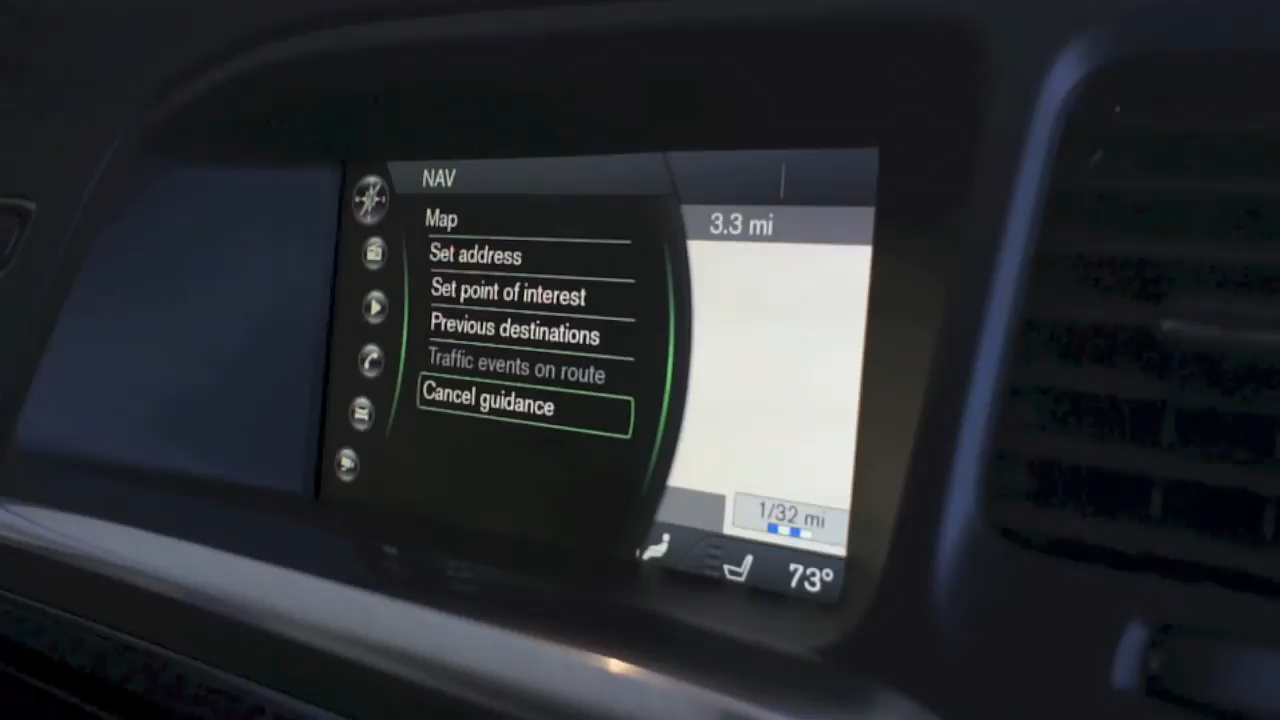 NAV
Map
Set address
Set point of interest
Previous destinations
Traffic events on route
Cancel guidance
3.3 mi
1/32 mi
73°